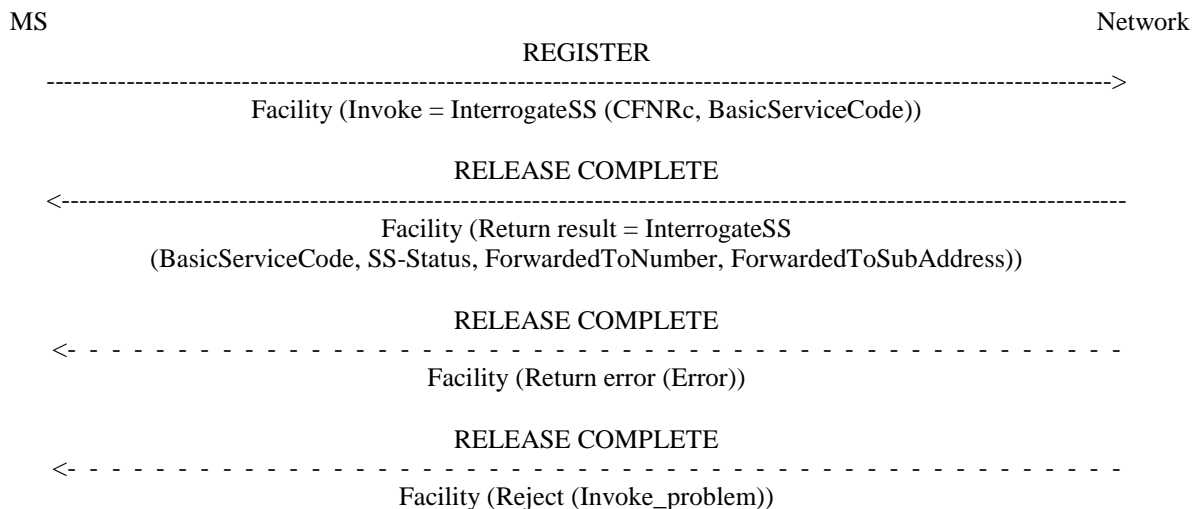 MS Network
REGISTER
Facility (Invoke = InterrogateSS (CFNRc, BasicServiceCode))
RELEASE COMPLETE
Facility (Return result = InterrogateSS
(BasicServiceCode, SS-Status, ForwardedToNumber, ForwardedToSubAddress))
RELEASE COMPLETE
Facility (Return error (Error))
RELEASE COMPLETE
Facility (Reject (Invoke_problem))